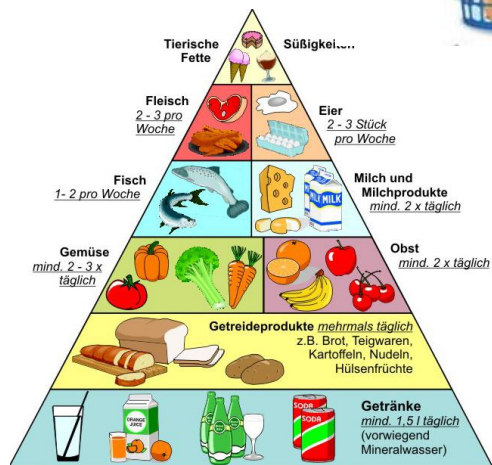 Tierische
Fette
Süßigkeiten
Fleisch
2 - 3 pro
Woche
Eier
2 - 3 Stück
pro Woche
Fisch
1- 2 pro Woche
Milch und
Milchprodukte
mind. 2 x täglich
MILK
MILK
Gemüse
mind. 2 - 3 x
täglich
Obst
mind. 2 x täglich
Getreideprodukte mehrmals täglich
z.B. Brot, Teigwaren,
Kartoffeln, Nudeln,
Hülsenfrüchte
ORANGE
JUICE
SODA
SODA
Getränke
mind. 1,5 l täglich
(vorwiegend
Mineralwasser)